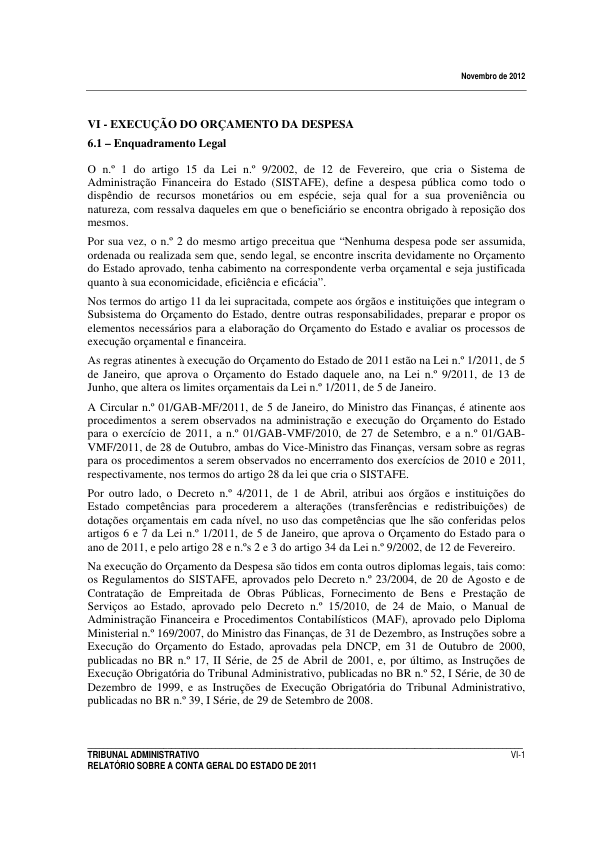 Novembro de 2012
VI - EXECUÇÃO DO ORÇAMENTO DA DESPESA
6.1 – Enquadramento Legal
O n.º 1 do artigo 15 da Lei n.º 9/2002, de 12 de Fevereiro, que cria o Sistema de
Administração Financeira do Estado (SISTAFE), define a despesa pública como todo o
dispêndio de recursos monetários ou em espécie, seja qual for a sua proveniência ou
natureza, com ressalva daqueles em que o beneficiário se encontra obrigado à reposição dos
mesmos.
Por sua vez, o n.º 2 do mesmo artigo preceitua que “Nenhuma despesa pode ser assumida,
ordenada ou realizada sem que, sendo legal, se encontre inscrita devidamente no Orçamento
do Estado aprovado, tenha cabimento na correspondente verba orçamental e seja justificada
quanto à sua economicidade, eficiência e eficácia”.
Nos termos do artigo 11 da lei supracitada, compete aos órgãos e instituições que integram o
Subsistema do Orçamento do Estado, dentre outras responsabilidades, preparar e propor os
elementos necessários para a elaboração do Orçamento do Estado e avaliar os processos de
execução orçamental e financeira.
As regras atinentes à execução do Orçamento do Estado de 2011 estão na Lei n.º 1/2011, de 5
de Janeiro, que aprova o Orçamento do Estado daquele ano, na Lei n.º 9/2011, de 13 de
Junho, que altera os limites orçamentais da Lei n.º 1/2011, de 5 de Janeiro.
A Circular n.º 01/GAB-MF/2011, de 5 de Janeiro, do Ministro das Finanças, é atinente aos
procedimentos a serem observados na administração e execução do Orçamento do Estado
para o exercício de 2011, a n.º 01/GAB-VMF/2010, de 27 de Setembro, e a n.º 01/GAB-
VMF/2011, de 28 de Outubro, ambas do Vice-Ministro das Finanças, versam sobre as regras
para os procedimentos a serem observados no encerramento dos exercícios de 2010 e 2011,
respectivamente, nos termos do artigo 28 da lei que cria o SISTAFE.
Por outro lado, o Decreto n.º 4/2011, de 1 de Abril, atribui aos órgãos e instituições do
Estado competências para procederem a alterações (transferências e redistribuições) de
dotações orçamentais em cada nível, no uso das competências que lhe são conferidas pelos
artigos 6 e 7 da Lei n.º 1/2011, de 5 de Janeiro, que aprova o Orçamento do Estado para o
ano de 2011, e pelo artigo 28 e n.ºs 2 e 3 do artigo 34 da Lei n.º 9/2002, de 12 de Fevereiro.
Na execução do Orçamento da Despesa são tidos em conta outros diplomas legais, tais como:
os Regulamentos do SISTAFE, aprovados pelo Decreto n.º 23/2004, de 20 de Agosto e de
Contratação de Empreitada de Obras Públicas, Fornecimento de Bens e Prestação de
Serviços ao Estado, aprovado pelo Decreto n.º 15/2010, de 24 de Maio, o Manual de
Administração Financeira e Procedimentos Contabilísticos (MAF), aprovado pelo Diploma
Ministerial n.º 169/2007, do Ministro das Finanças, de 31 de Dezembro, as Instruções sobre a
Execução do Orçamento do Estado, aprovadas pela DNCP, em 31 de Outubro de 2000,
publicadas no BR n.º 17, II Série, de 25 de Abril de 2001, e, por último, as Instruções de
Execução Obrigatória do Tribunal Administrativo, publicadas no BR n.º 52, I Série, de 30 de
Dezembro de 1999, e as Instruções de Execução Obrigatória do Tribunal Administrativo,
publicadas no BR n.º 39, I Série, de 29 de Setembro de 2008.
TRIBUNAL ADMINISTRATIVO VI-1
RELATÓRIO SOBRE A CONTA GERAL DO ESTADO DE 2011